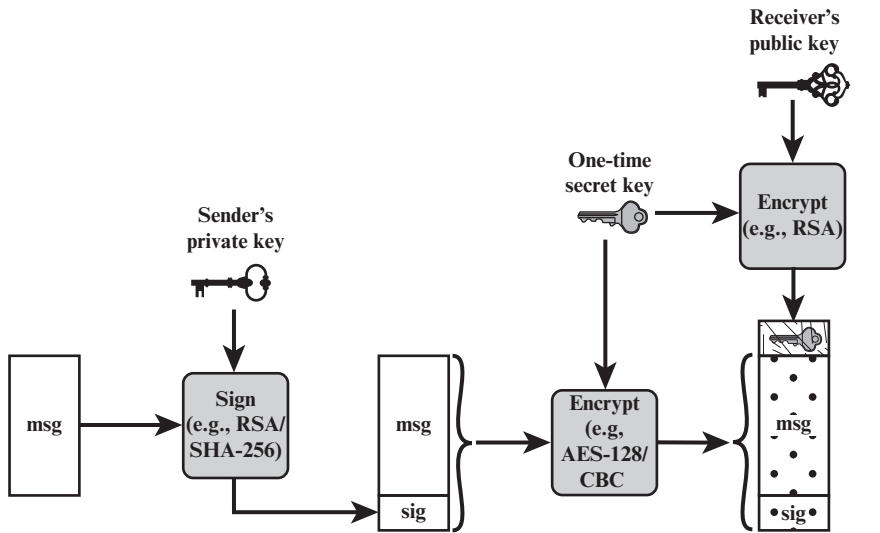 Receiver's
public key
One-time
secret key
Encrypt
(e.g., RSA)
Sender's
private key
msg
Sign
(e.g., RSA/
SHA-256)
msg
sig
Encrypt
(e.g,
AES-128/
CBC
msg
sig